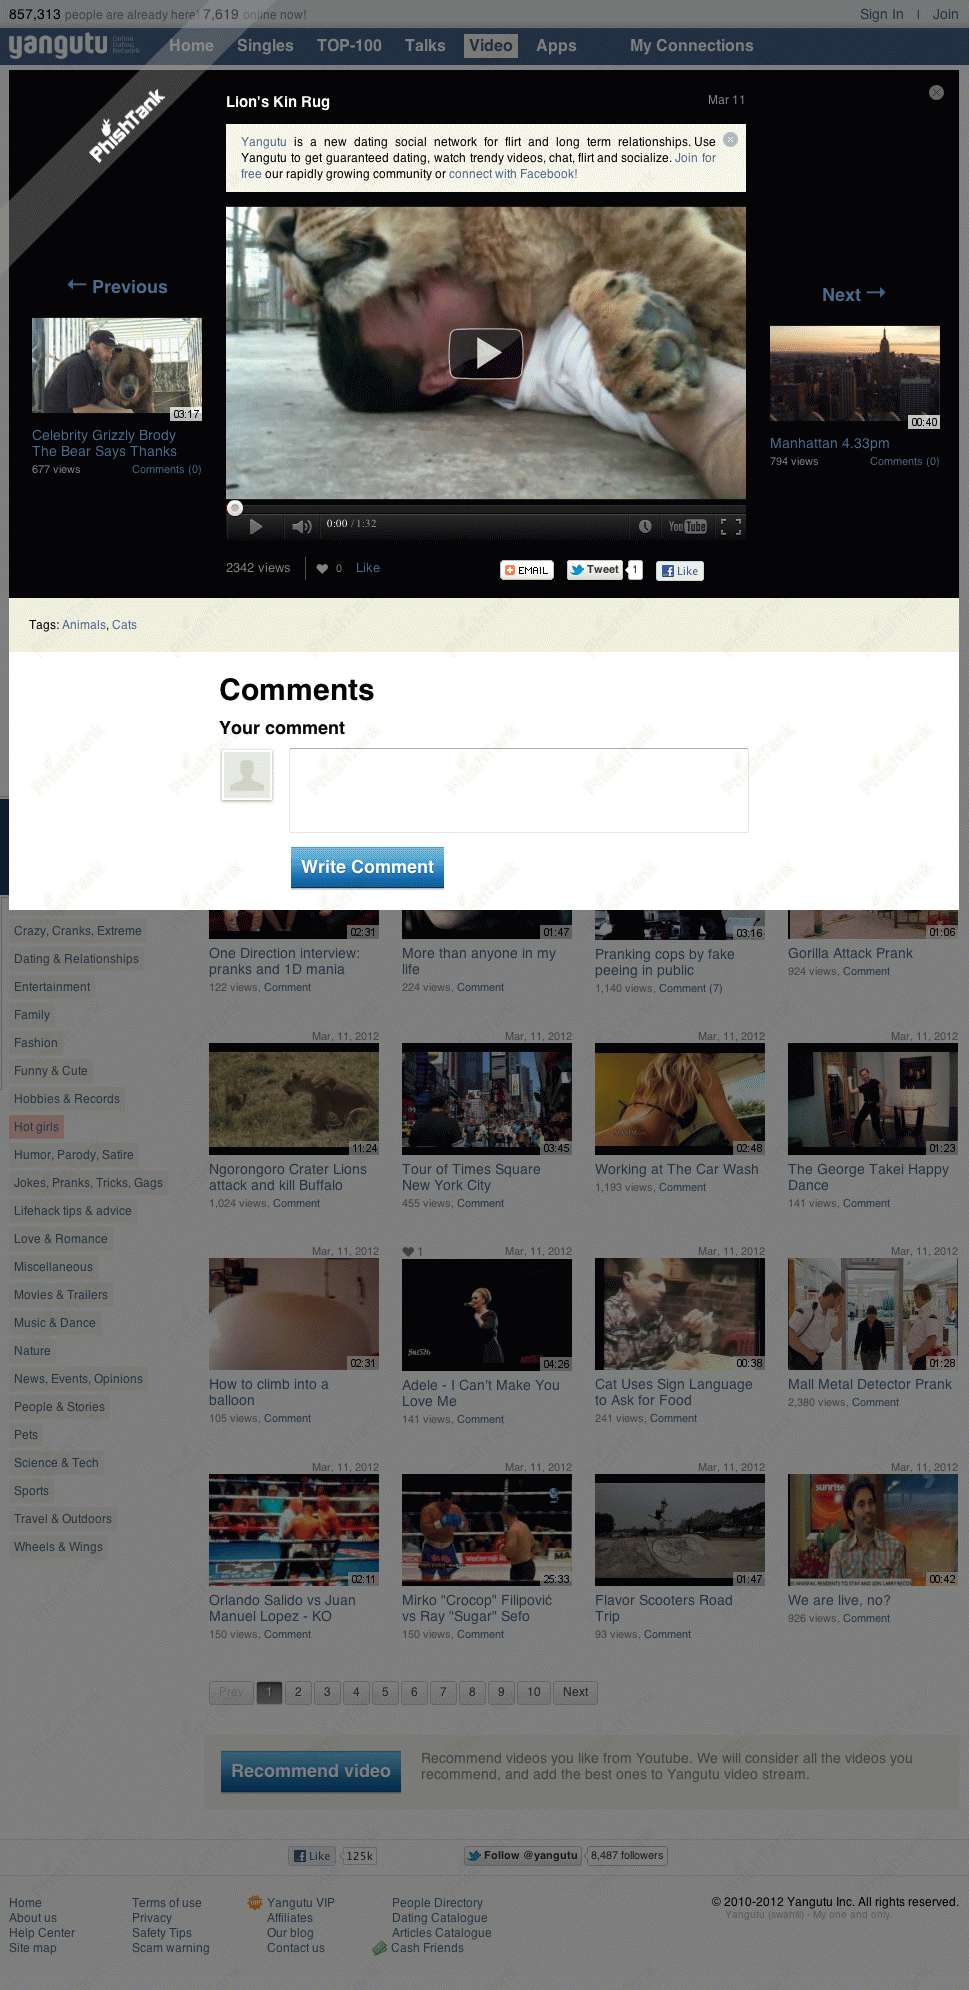 857,313 people are already here! 7,619 online now!
Sign In | Join
yangutu Online Dating Network
Home Singles TOP-100 Talks Video Apps My Connections
PhishTank
Lion's Kin Rug
Mar 11
Yangutu is a new dating social network for flirt and long term relationships. Use
Yangutu to get guaranteed dating, watch trendy videos, chat, flirt and socialize. Join for
free our rapidly growing community or connect with Facebook!
Previous
Next
03:17
00:40
Celebrity Grizzly Brody
The Bear Says Thanks
677 views Comments (0)
Manhattan 4.33pm
794 views Comments (0)
0:00 / 1:32
YouTube
2342 views 0 Like
EMAIL Tweet 1 Like
Tags: Animals, Cats
Comments
Your comment
Write Comment
Crazy, Cranks, Extreme
Dating & Relationships
Entertainment
Family
Fashion
Funny & Cute
Hobbies & Records
Hot girls
Humor, Parody, Satire
Jokes, Pranks, Tricks, Gags
Lifehack tips & advice
Love & Romance
Miscellaneous
Movies & Trailers
Music & Dance
Nature
News, Events, Opinions
People & Stories
Pets
Science & Tech
Sports
Travel & Outdoors
Wheels & Wings
02:31
One Direction interview:
pranks and 1D mania
122 views, Comment
01:47
More than anyone in my
life
224 views, Comment
03:16
Pranking cops by fake
peeing in public
1,140 views, Comment (7)
01:06
Gorilla Attack Prank
924 views, Comment
Mar, 11, 2012
11:24
Ngorongoro Crater Lions
attack and kill Buffalo
1,024 views, Comment
Mar, 11, 2012
03:45
Tour of Times Square
New York City
455 views, Comment
Mar, 11, 2012
02:48
Working at The Car Wash
1,193 views, Comment
Mar, 11, 2012
01:23
The George Takei Happy
Dance
141 views, Comment
Mar, 11, 2012
02:31
How to climb into a
balloon
105 views, Comment
1 Mar, 11, 2012
04:26
Adele - I Can't Make You
Love Me
141 views, Comment
Mar, 11, 2012
00:38
Cat Uses Sign Language
to Ask for Food
241 views, Comment
Mar, 11, 2012
01:28
Mall Metal Detector Prank
2,380 views, Comment
Mar, 11, 2012
02:11
Orlando Salido vs Juan
Manuel Lopez - KO
150 views, Comment
Mar, 11, 2012
25:33
Mirko "Crocop" Filipović
vs Ray "Sugar" Sefo
150 views, Comment
Mar, 11, 2012
01:47
Flavor Scooters Road
Trip
93 views, Comment
Mar, 11, 2012
sunrise
00:42
We are live, no?
926 views, Comment
Prev 1 2 3 4 5 6 7 8 9 10 Next
Recommend video
Recommend videos you like from Youtube. We will consider all the videos you
recommend, and add the best ones to Yangutu video stream.
Like 125k
Follow @yangutu 8,487 followers
Home
About us
Help Center
Site map
Terms of use
Privacy
Safety Tips
Scam warning
Yangutu VIP
Affiliates
Our blog
Contact us
People Directory
Dating Catalogue
Articles Catalogue
Cash Friends
© 2010-2012 Yangutu Inc. All rights reserved.
Yangutu (swahili) - My one and only.